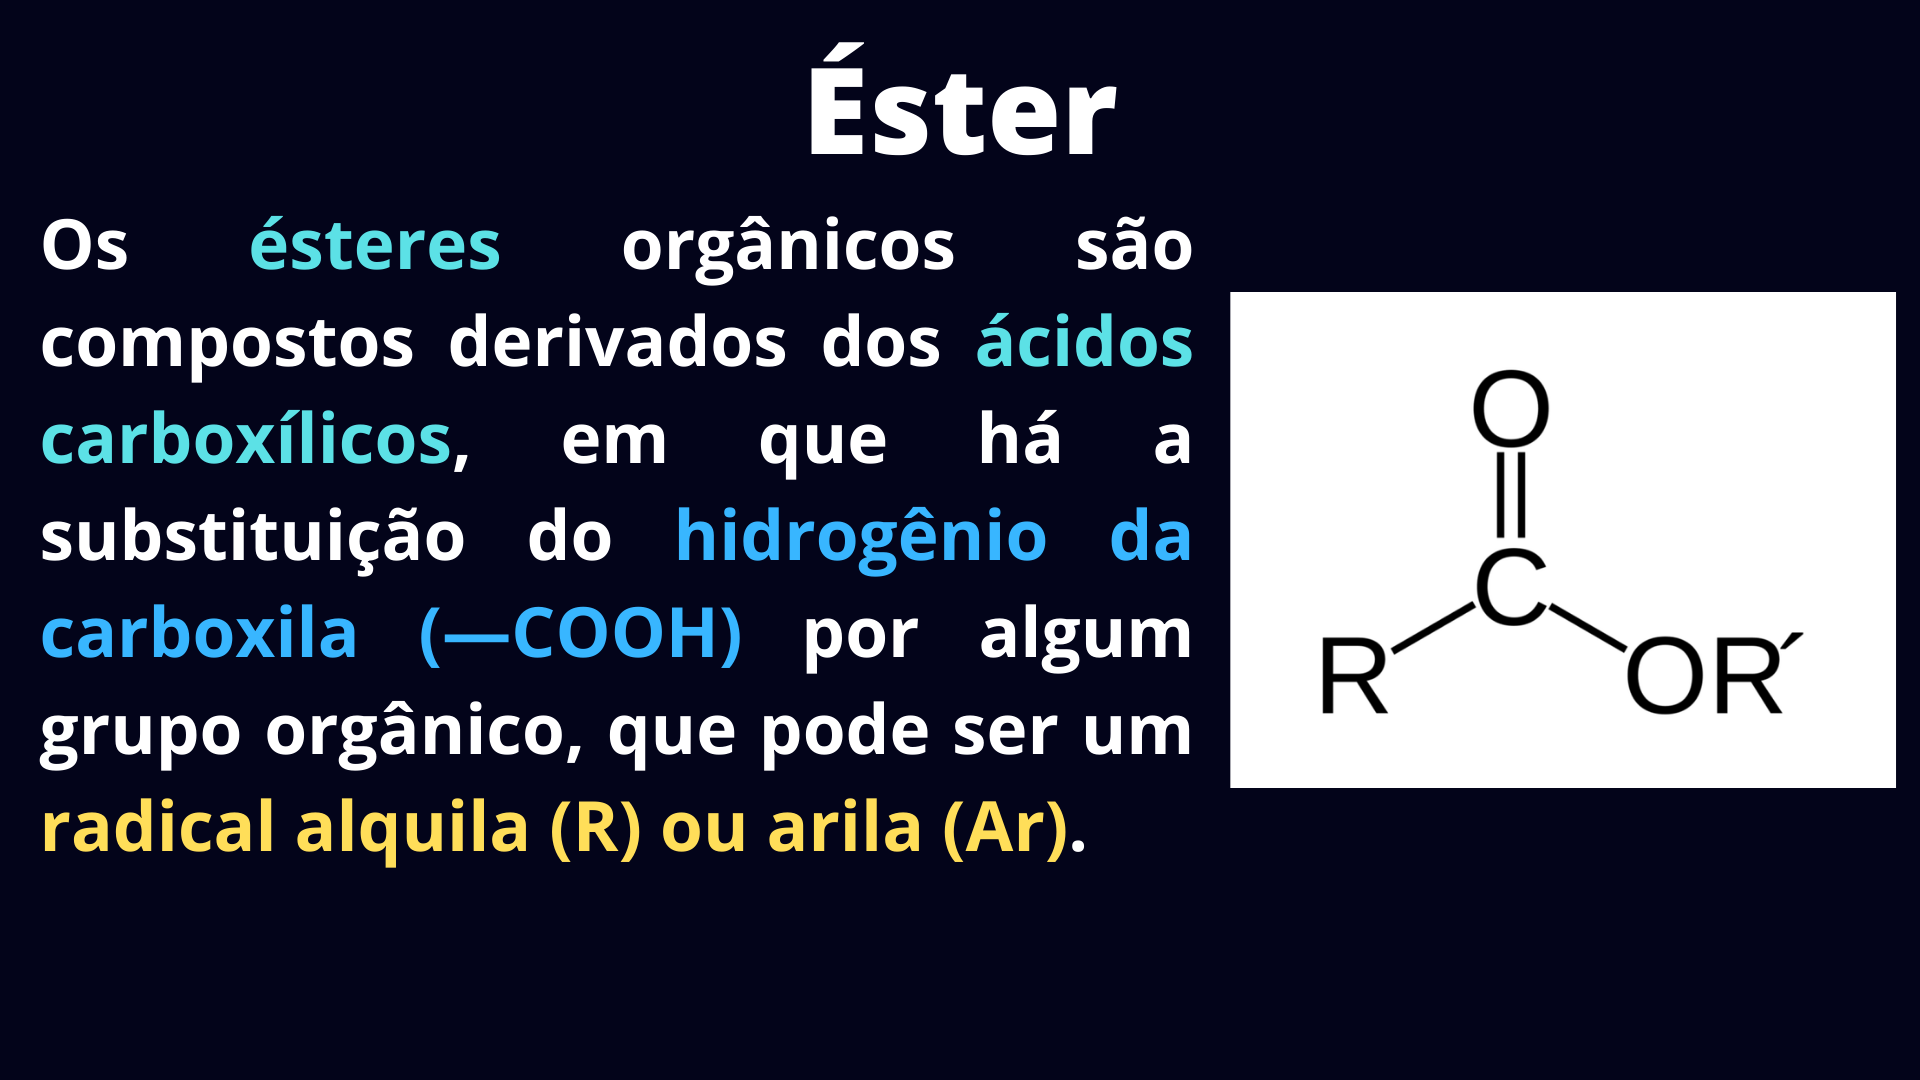 Éster
Os ésteres orgânicos são
compostos derivados dos ácidos
carboxílicos, em que há a
substituição do hidrogênio da
carboxila (—COOH) por algum
grupo orgânico, que pode ser um
radical alquila (R) ou arila (Ar).
O
C
R OR´